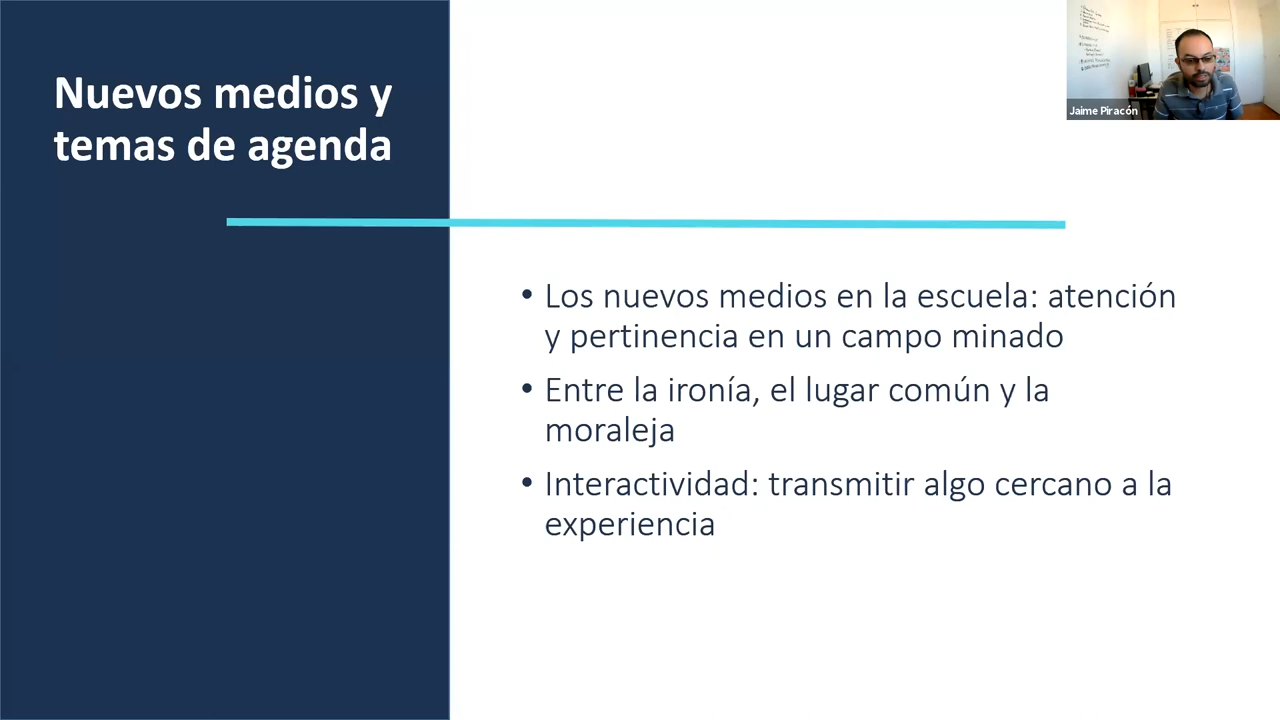 Nuevos medios y
temas de agenda
Jaime Piracón
• Los nuevos medios en la escuela: atención
y pertinencia en un campo minado
• Entre la ironía, el lugar común y la
moraleja
• Interactividad: transmitir algo cercano a la
experiencia